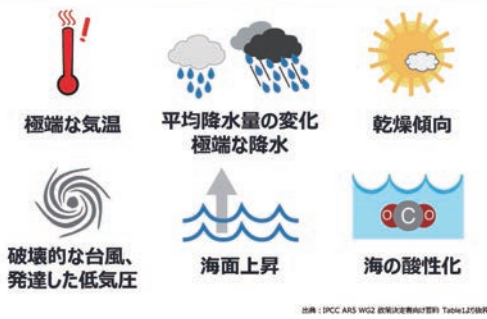 極端な気温
平均降水量の変化
極端な降水
乾燥傾向
破壊的な台風、
発達した低気圧
海面上昇
O C O
海の酸性化
出典：IPCC AR5 WG2 政策決定者向け要約 Table1より抜粋